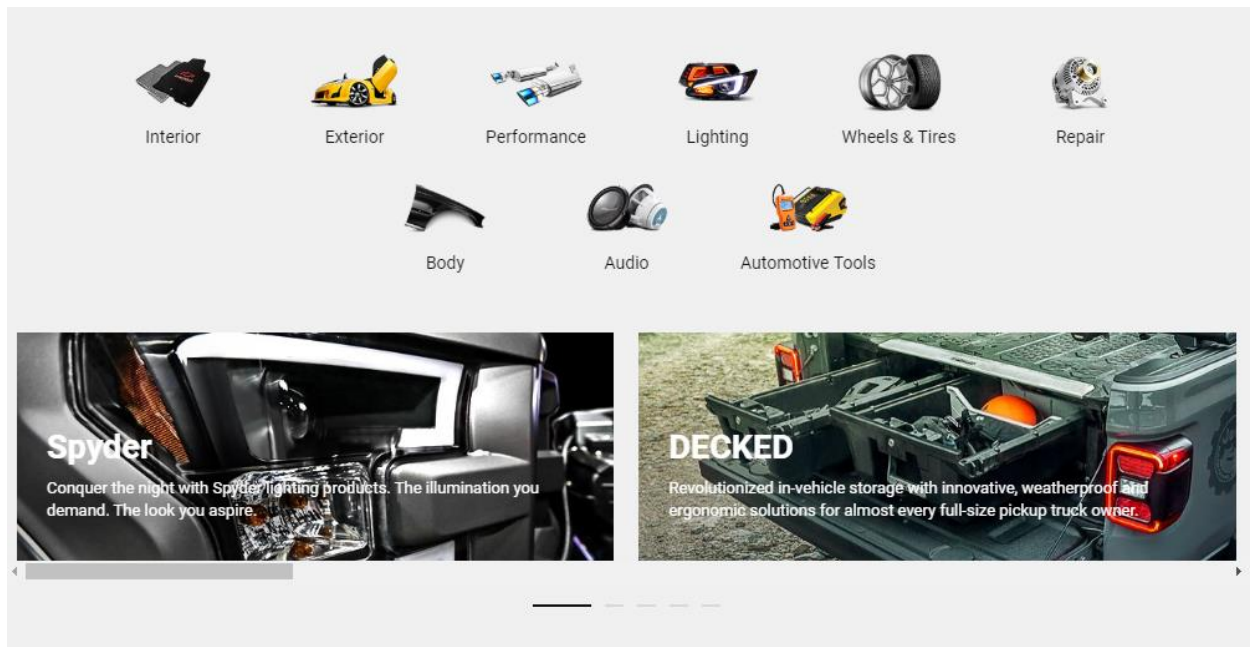 Interior
Exterior
Performance
Lighting
Wheels & Tires
Repair
Body
Audio
Automotive Tools
Spyder
Conquer the night with Spyder lighting products. The illumination you
demand. The look you aspire.
DECKED
Revolutionized in-vehicle storage with innovative, weatherproof and
ergonomic solutions for almost every full-size pickup truck owner.